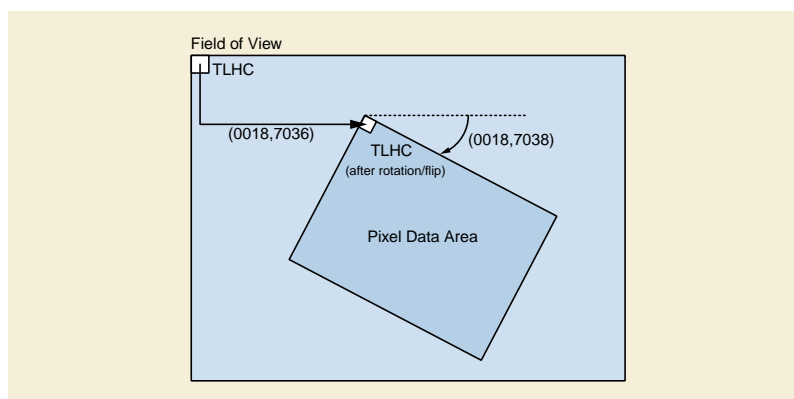 Field of View
TLHC
(0018,7036)
(0018,7038)
TLHC
(after rotation/flip)
Pixel Data Area